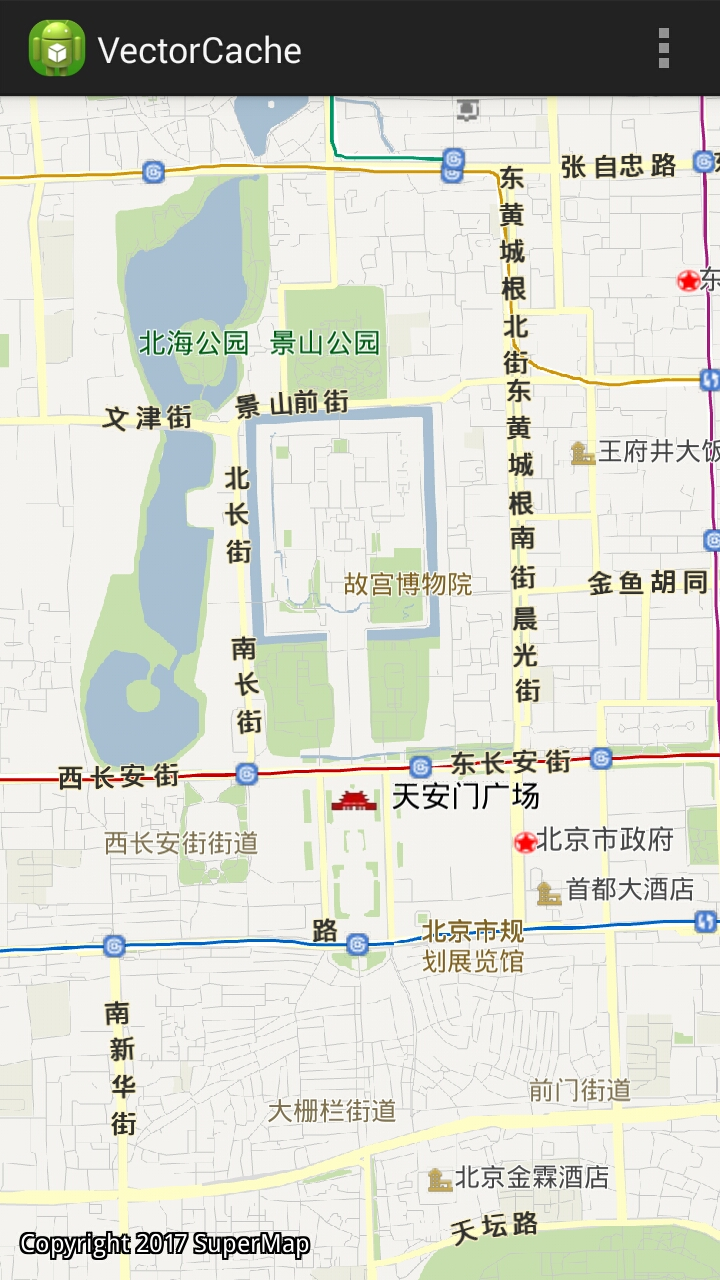 VectorCache
张自忠路
东
东黄城根北街
东
北海公园
景山公园
景山前街
文津街
东黄城根南街
王府井大饭
北长街
故宫博物院
金鱼胡同
晨光街
南长街
西长安街
东长安街
天安门广场
西长安街街道
北京市政府
首都大酒店
路
北京市规
划展览馆
南新华街
前门街道
大栅栏街道
北京金霖酒店
天坛路
Copyright 2017 SuperMap